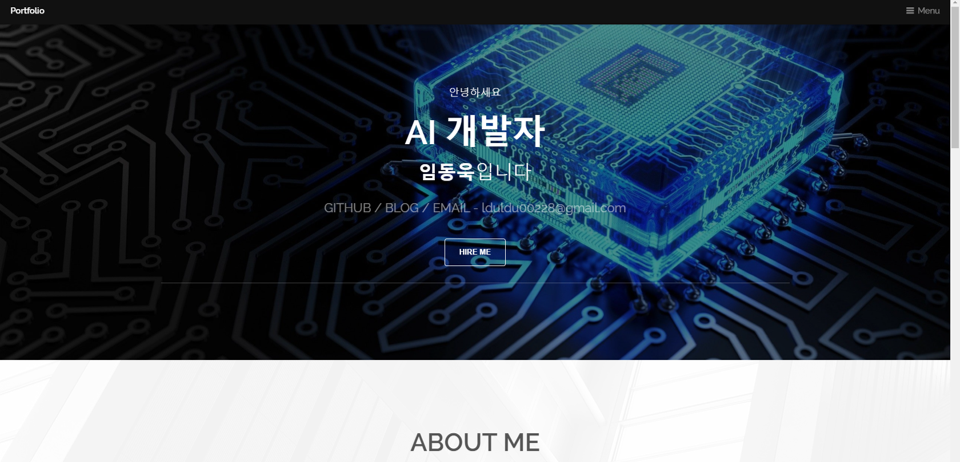 Portfolio
Menu
안녕하세요
AI 개발자
임동욱입니다
GITHUB / BLOG / EMAIL - lduldu00228@gmail.com
HIRE ME
ABOUT ME